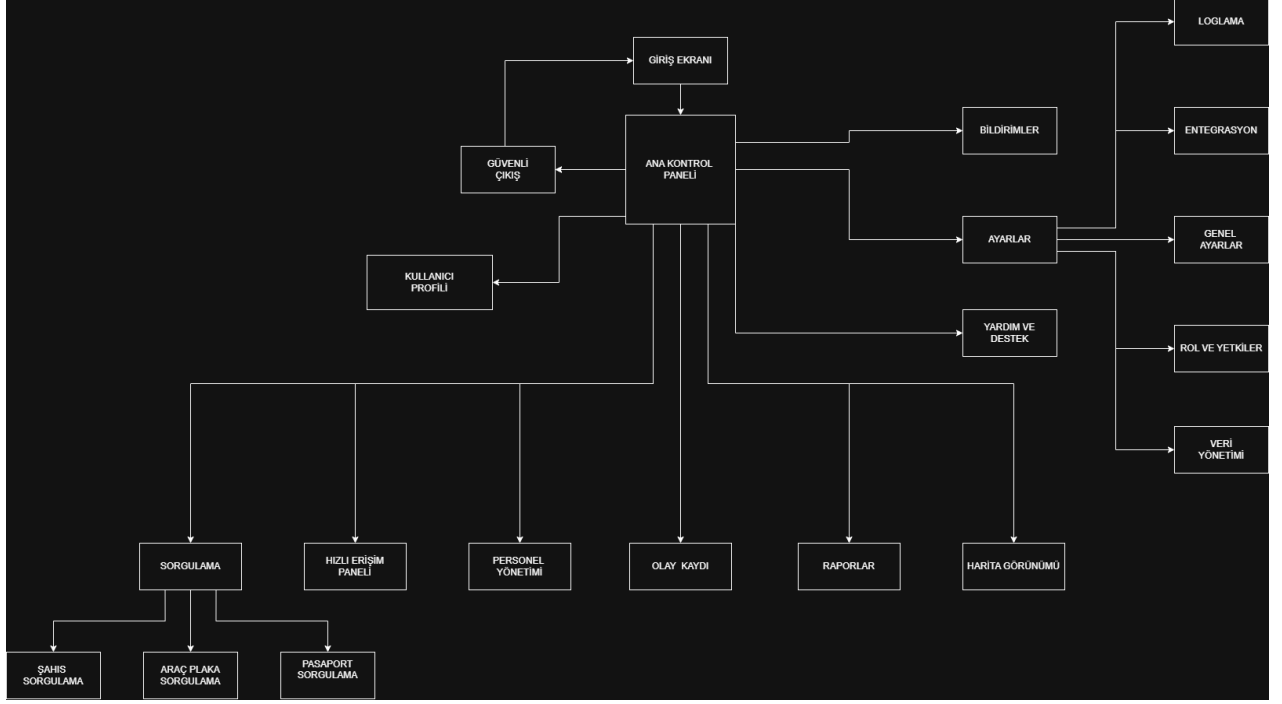 LOGLAMA
GİRİŞ EKRANI
BİLDİRİMLER
ENTEGRASYON
GÜVENLİ
ÇIKIŞ
ANA KONTROL
PANELİ
AYARLAR
GENEL
AYARLAR
KULLANICI
PROFİLİ
YARDIM VE
DESTEK
ROL VE YETKİLER
VERİ
YÖNETİMİ
SORGULAMA
HIZLI ERİŞİM
PANELİ
PERSONEL
YÖNETİMİ
OLAY KAYDI
RAPORLAR
HARİTA GÖRÜNÜMÜ
ŞAHIS
SORGULAMA
ARAÇ PLAKA
SORGULAMA
PASAPORT
SORGULAMA